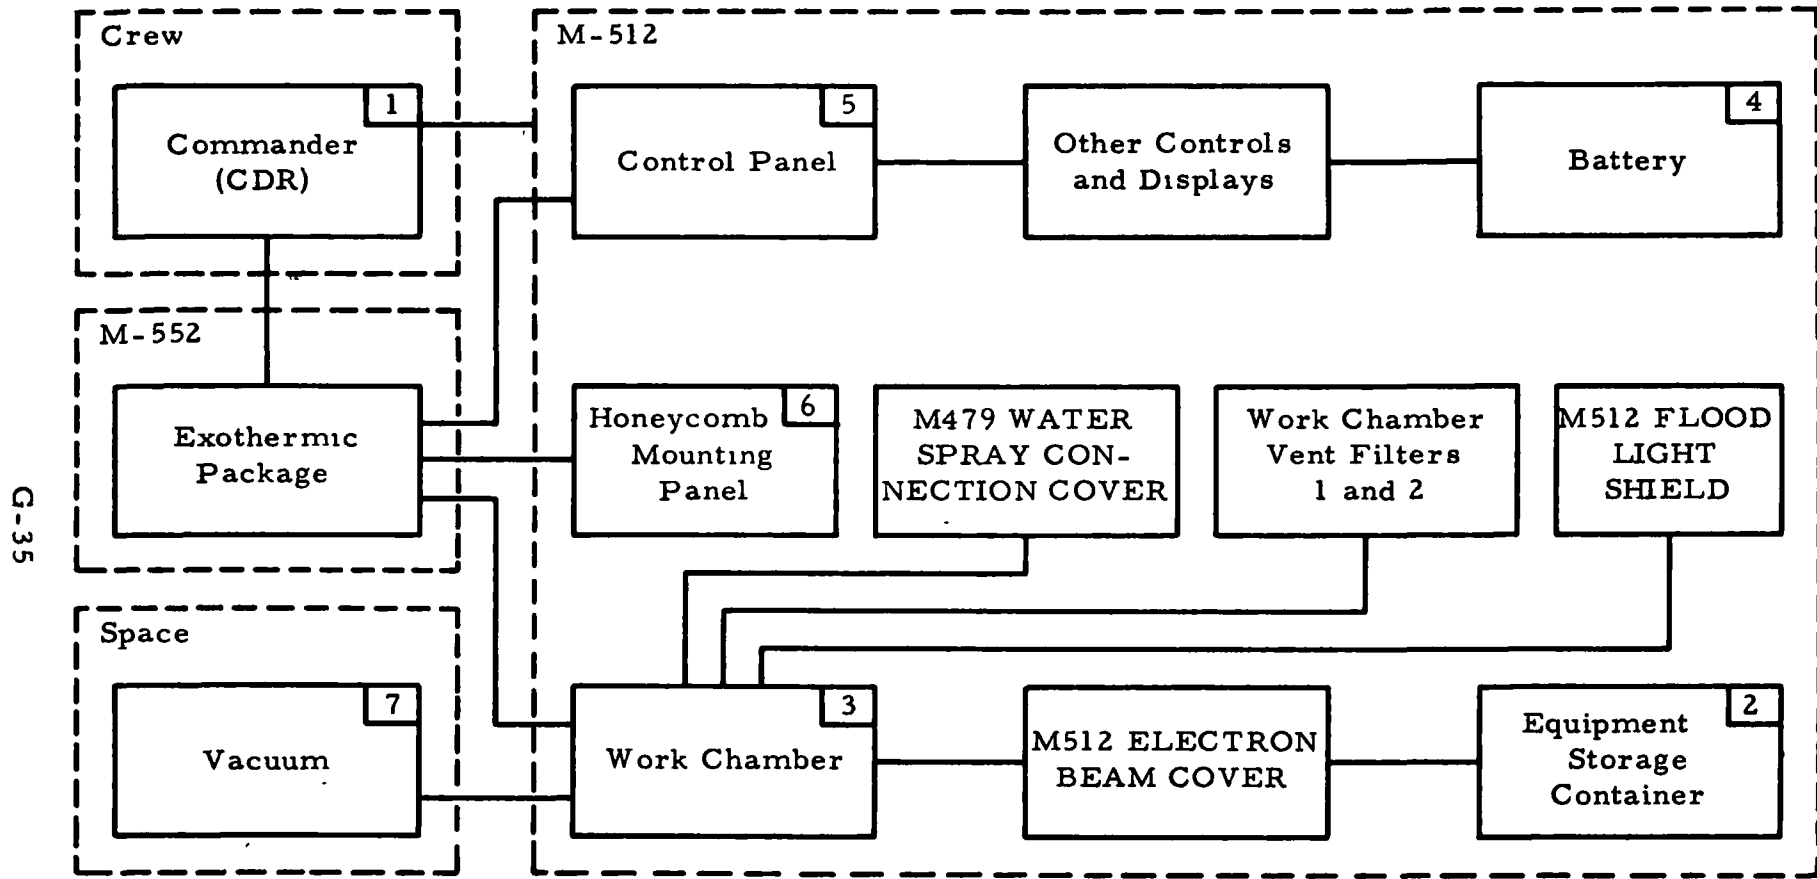 Crew
1
Commander
(CDR)
M-512
5
Control Panel
Other Controls
and Displays
4
Battery
M-552
Exothermic
Package
6
Honeycomb
Mounting
Panel
M479 WATER
SPRAY CON-
NECTION COVER
Work Chamber
Vent Filters
1 and 2
M512 FLOOD
LIGHT
SHIELD
Space
7
Vacuum
3
Work Chamber
M512 ELECTRON
BEAM COVER
2
Equipment
Storage
Container
G-35